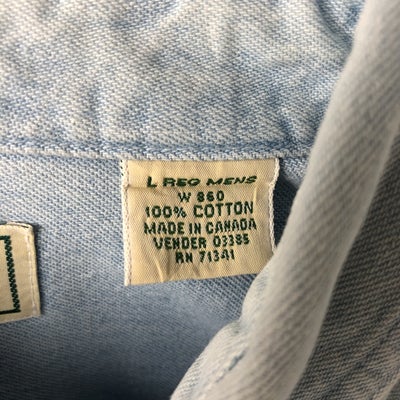 L REG MENS
W 860
100% COTTON
MADE IN CANADA
VENDER 03385
RN 71341